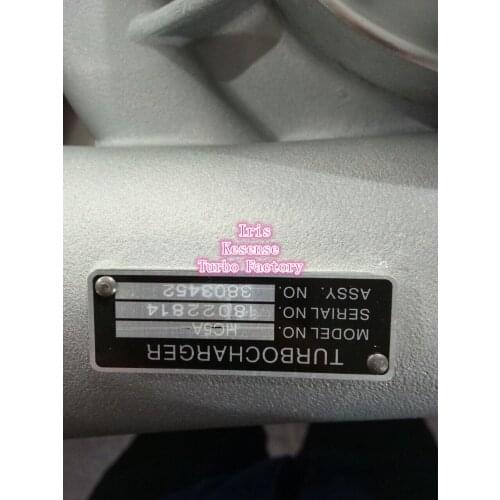 Iris
Kesense
Turbo Factory
TURBOCHARGER
MODEL NO. HC5A
SERIAL NO. 18D22814
ASSY. NO. 3803452